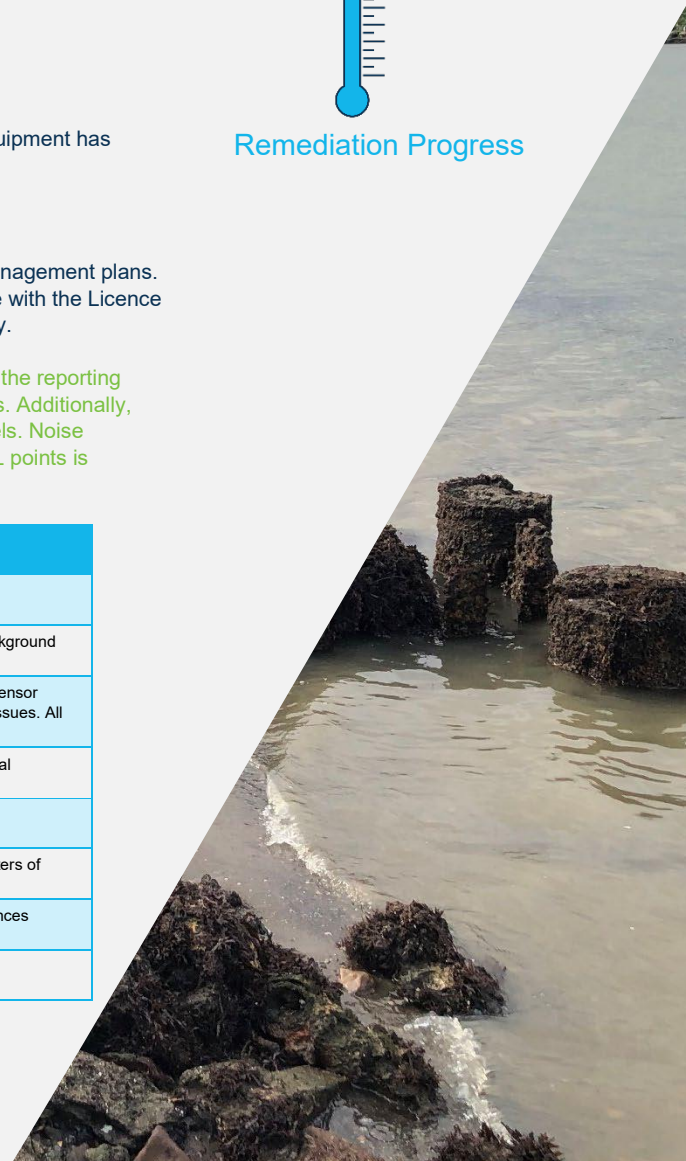 uipment has
Remediation Progress
nagement plans.
with the Licence
y.
the reporting
s. Additionally,
els. Noise
points is
kground
ensor
ssues. All
al
ters of
nces